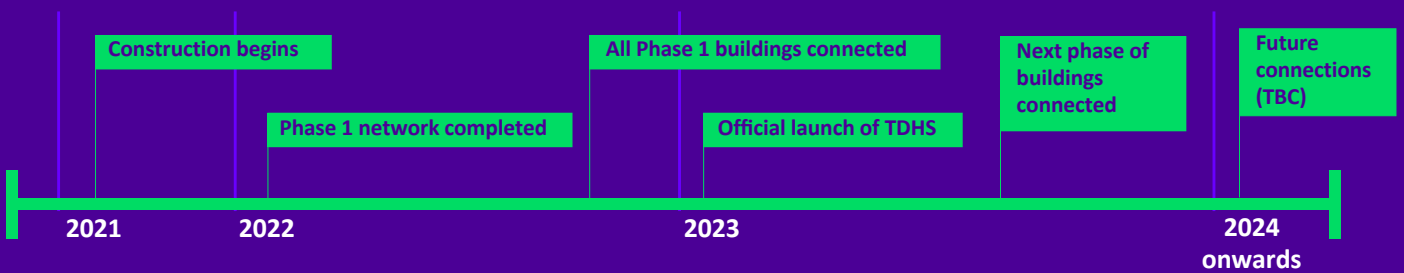 Construction begins
All Phase 1 buildings connected
Next phase of
buildings
connected
Future
connections
(TBC)
Phase 1 network completed
Official launch of TDHS
2021
2022
2023
2024
onwards